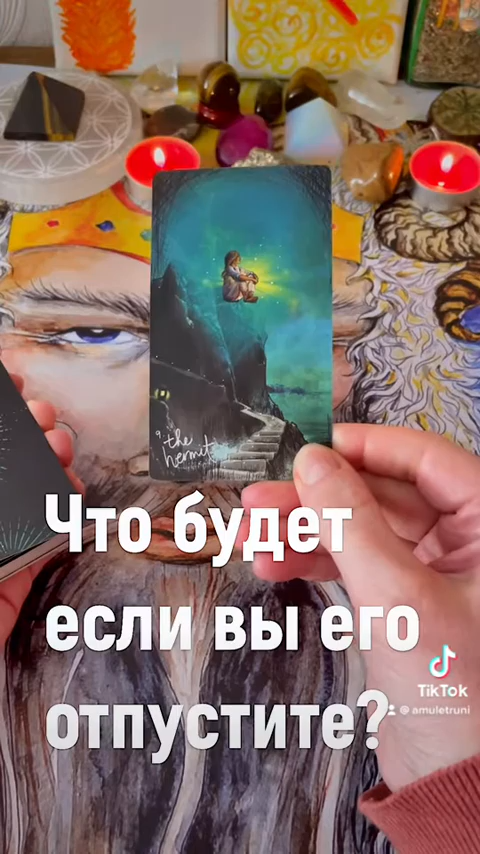 9 the
hermit
Что будет
если вы его
отпустите?
TikTok
@ amuletruni